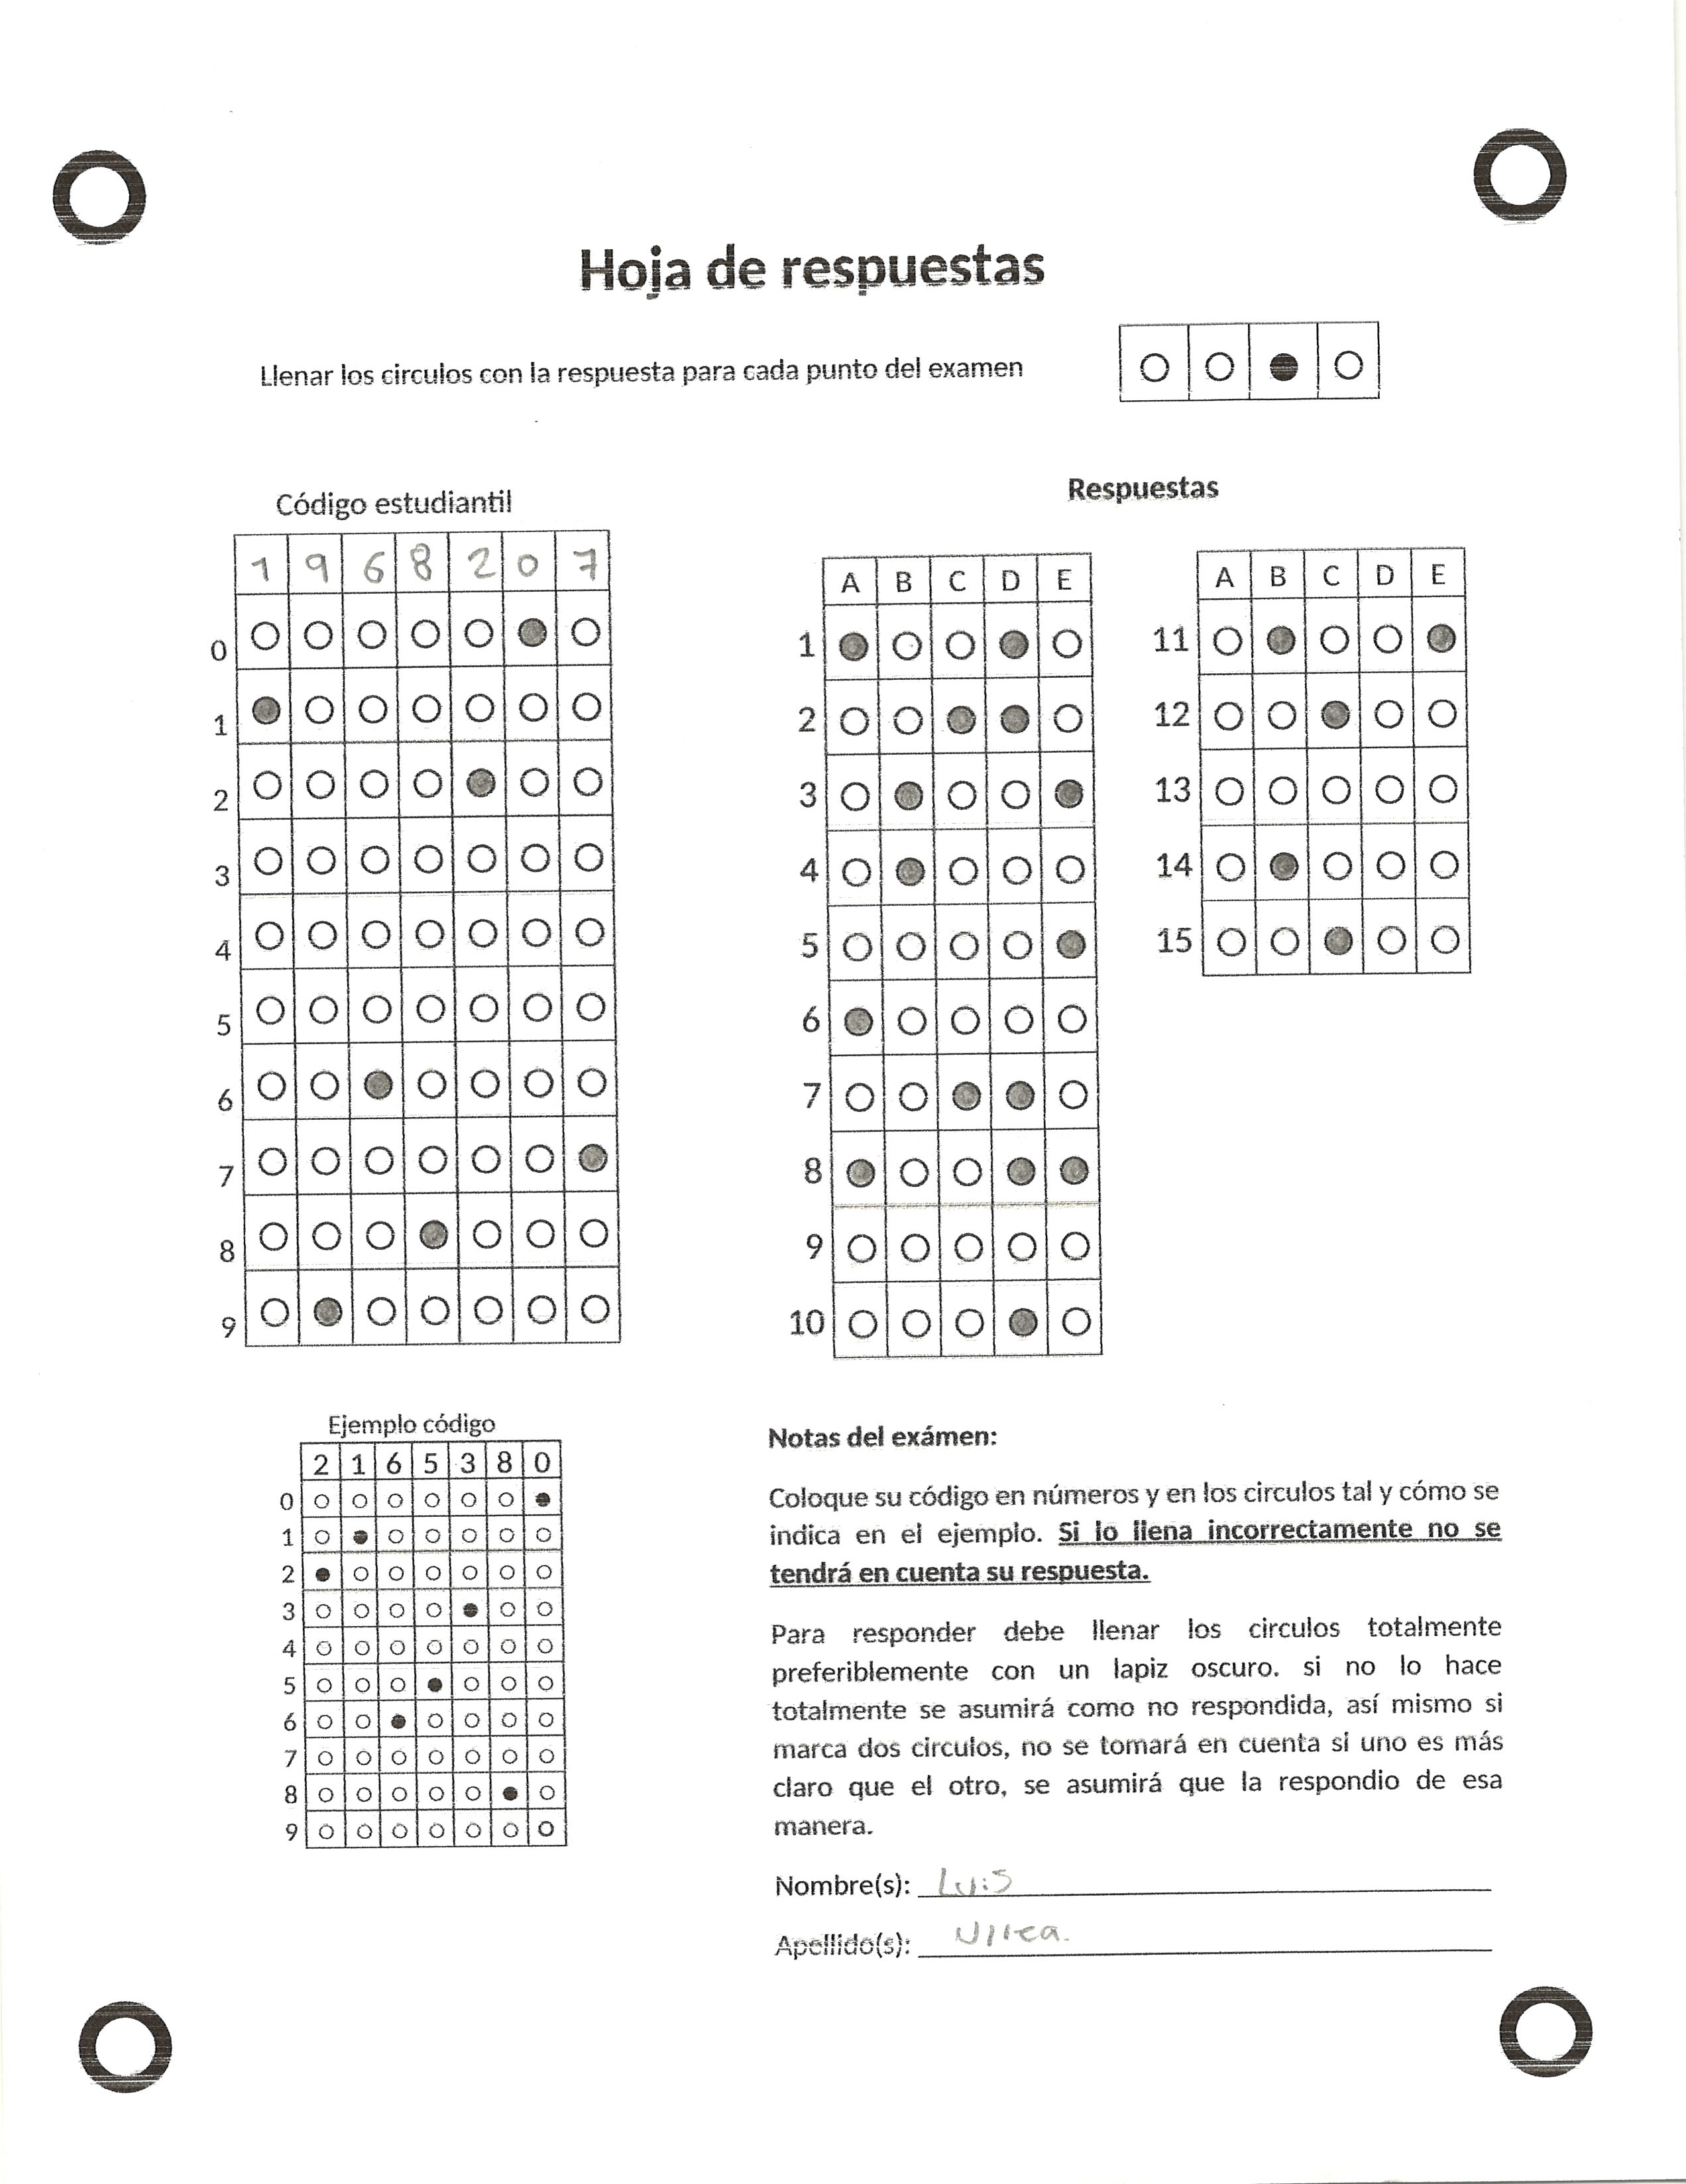 Hoja de respuestas
Llenar los circulos con la respuesta para cada punto del examen
Código estudiantil
1 9 6 8 2 0 7
0
1
2
3
4
5
6
7
8
9
Respuestas
A B C D E
1
2
3
4
5
6
7
8
9
10
A B C D E
11
12
13
14
15
Ejemplo código
2 1 6 5 3 8 0
0
1
2
3
4
5
6
7
8
9
Notas del exámen:
Coloque su código en números y en los circulos tal y cómo se
indica en el ejemplo. Si lo llena incorrectamente no se
tendrá en cuenta su respuesta.
Para responder debe llenar los circulos totalmente
preferiblemente con un lapiz oscuro. si no lo hace
totalmente se asumirá como no respondida, así mismo si
marca dos circulos, no se tomará en cuenta si uno es más
claro que el otro, se asumirá que la respondio de esa
manera.
Nombre(s): Luis
Apellido(s):